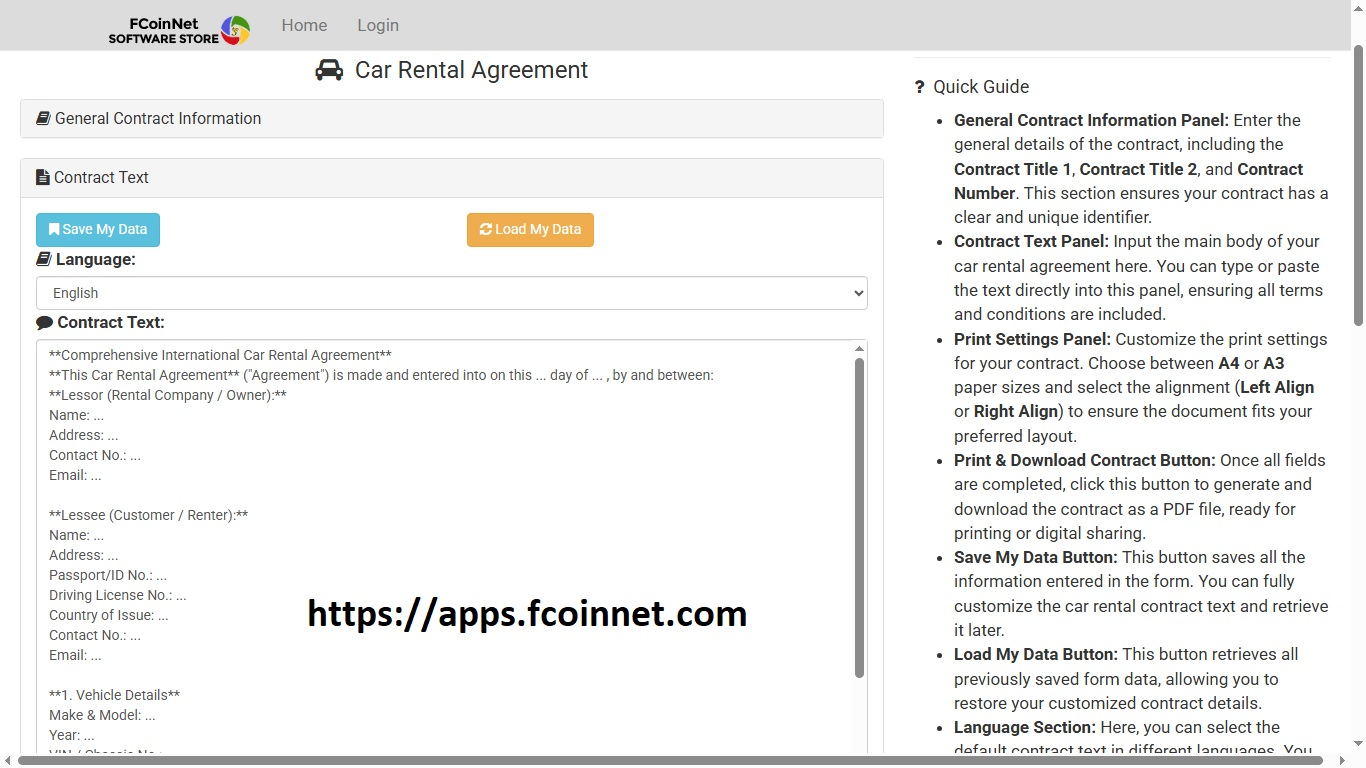 FCoinNet
SOFTWARE STORE
Home
Login
Car Rental Agreement
General Contract Information
Contract Text
Save My Data
Load My Data
Language:
English
Contract Text:
**Comprehensive International Car Rental Agreement**
**This Car Rental Agreement** ("Agreement") is made and entered into on this ... day of ... , by and between:
**Lessor (Rental Company / Owner):**
Name: ...
Address: ...
Contact No.: ...
Email: ...
**Lessee (Customer / Renter):**
Name: ...
Address: ...
Passport/ID No.: ...
Driving License No.: ...
Country of Issue: ...
Contact No.: ...
Email: ...
**1. Vehicle Details**
Make & Model: ...
Year: ...
VIN / Chassis No.: ...
https://apps.fcoinnet.com
? Quick Guide
• General Contract Information Panel: Enter the
general details of the contract, including the
Contract Title 1, Contract Title 2, and Contract
Number. This section ensures your contract has a
clear and unique identifier.
• Contract Text Panel: Input the main body of your
car rental agreement here. You can type or paste
the text directly into this panel, ensuring all terms
and conditions are included.
• Print Settings Panel: Customize the print settings
for your contract. Choose between A4 or A3
paper sizes and select the alignment (Left Align
or Right Align) to ensure the document fits your
preferred layout.
• Print & Download Contract Button: Once all fields
are completed, click this button to generate and
download the contract as a PDF file, ready for
printing or digital sharing.
• Save My Data Button: This button saves all the
information entered in the form. You can fully
customize the car rental contract text and retrieve
it later.
• Load My Data Button: This button retrieves all
previously saved form data, allowing you to
restore your customized contract details.
• Language Section: Here, you can select the
default contract text in different languages. You